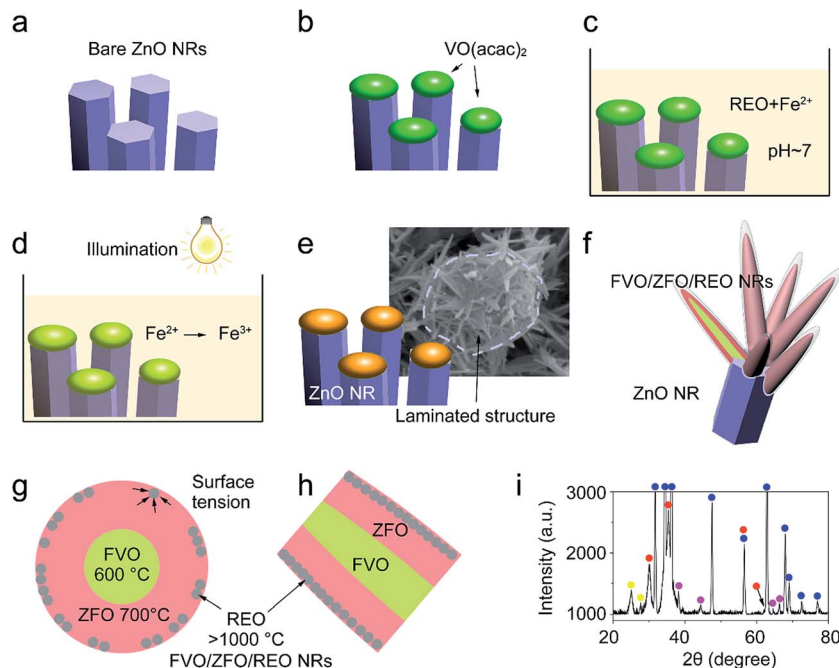 a
Bare ZnO NRs
b
VO(acac)₂
c
REO+Fe²⁺
pH~7
d
Illumination
Fe²⁺ → Fe³⁺
e
ZnO NR
Laminated structure
f
FVO/ZFO/REO NRs
ZnO NR
g
Surface
tension
FVO
600 °C
ZFO 700°C
h
ZFO
FVO
REO
>1000 °C
FVO/ZFO/REO NRs
i
Intensity (a.u.)
3000
2000
1000
20 40 60 80
2θ (degree)